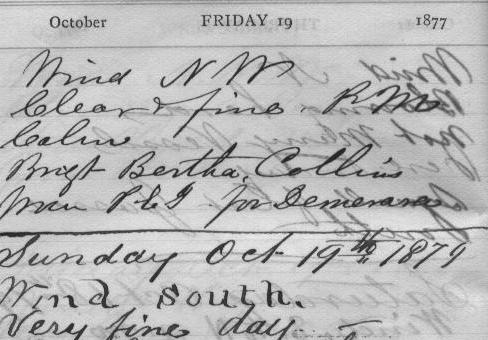 October FRIDAY 19 1877
Wind N W
Clear & fine P.M.
Calm
Brigt Bertha, Collins
from P E I for Demerara
Sunday Oct 19th 1879
Wind South.
Very fine day